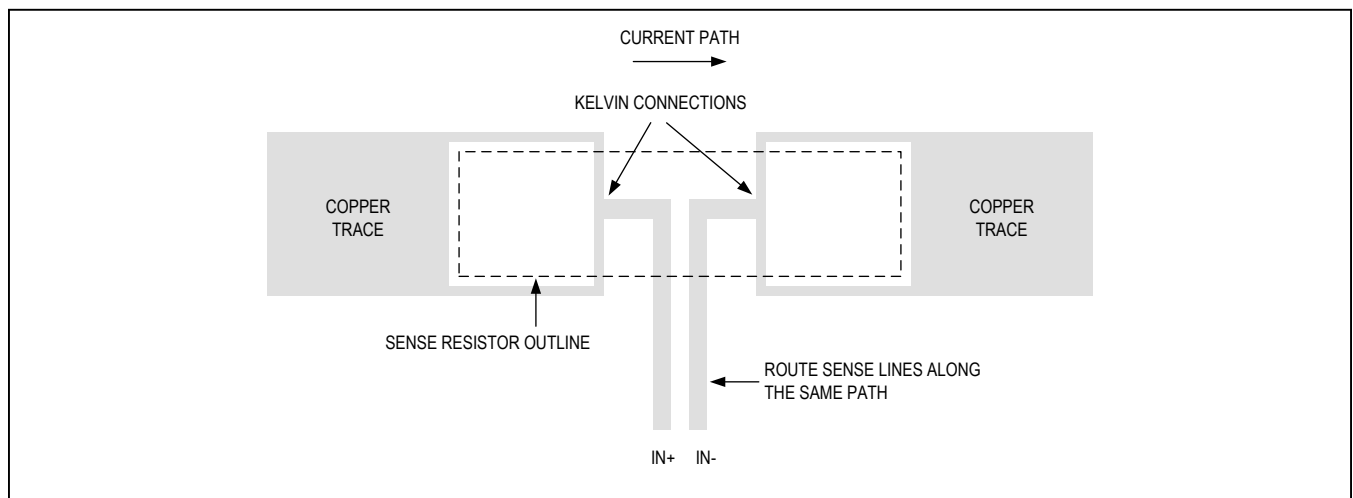 CURRENT PATH
KELVIN CONNECTIONS
COPPER
TRACE
COPPER
TRACE
SENSE RESISTOR OUTLINE
ROUTE SENSE LINES ALONG
THE SAME PATH
IN+ IN-